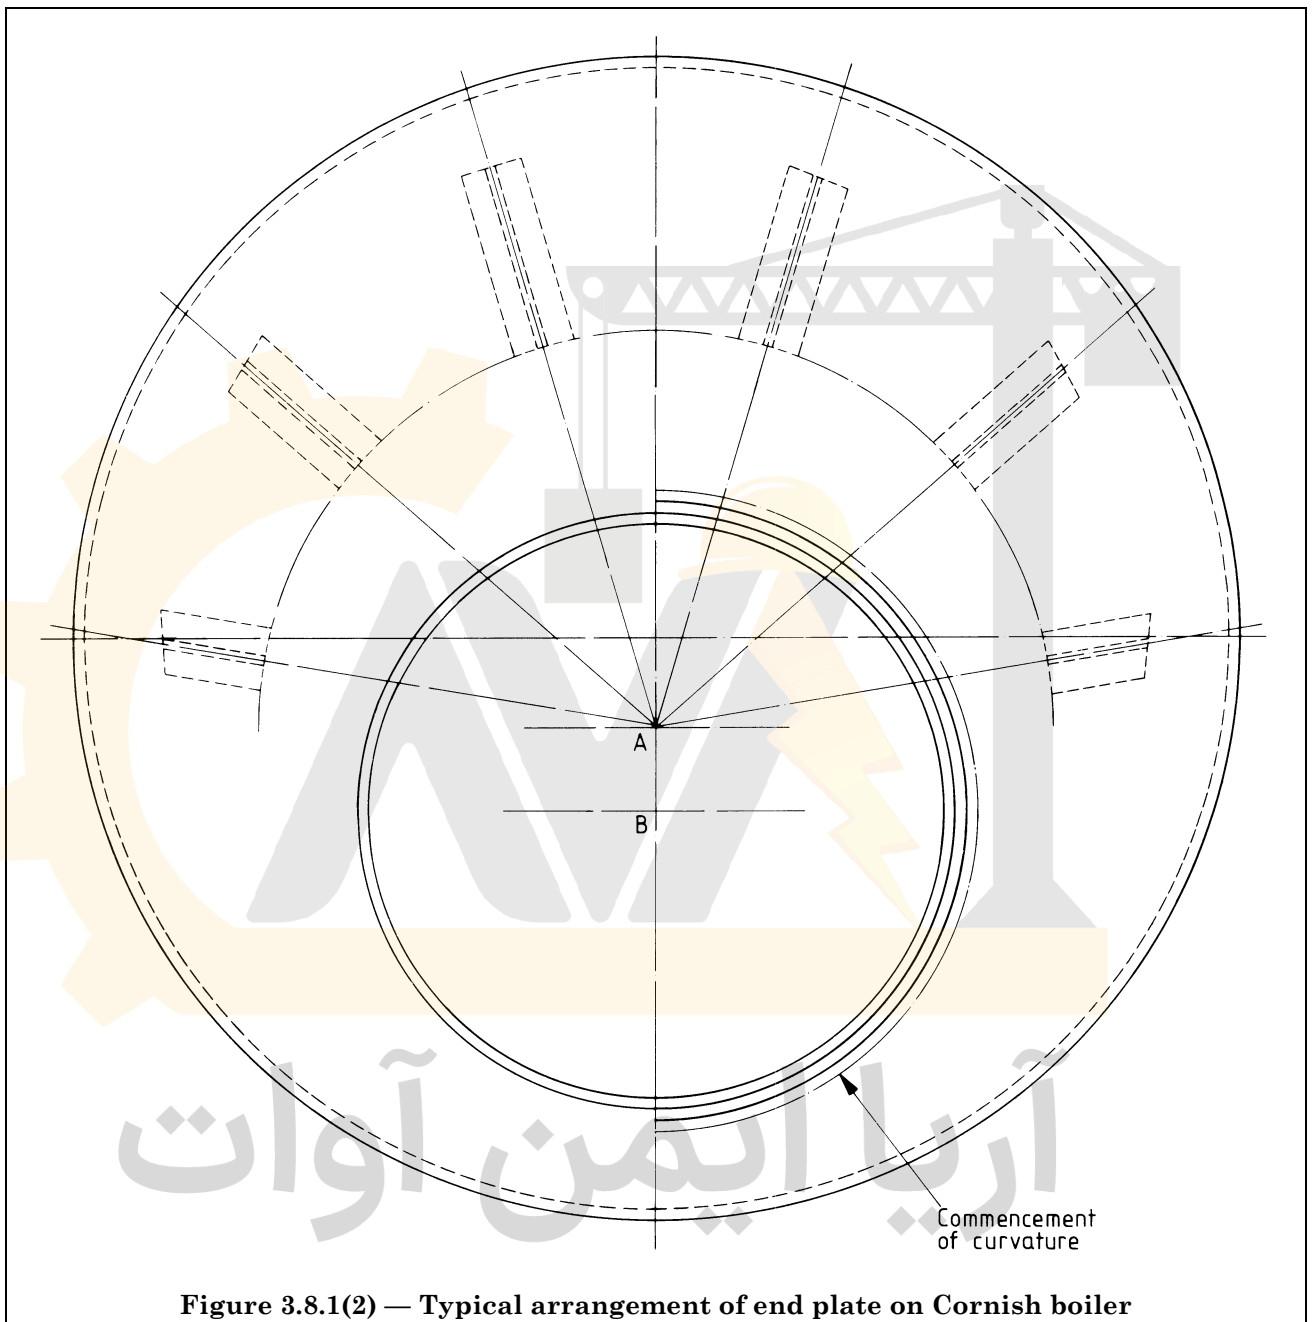 A
B
آریا ایمن آوات
Commencement
of curvature
Figure 3.8.1(2) — Typical arrangement of end plate on Cornish boiler